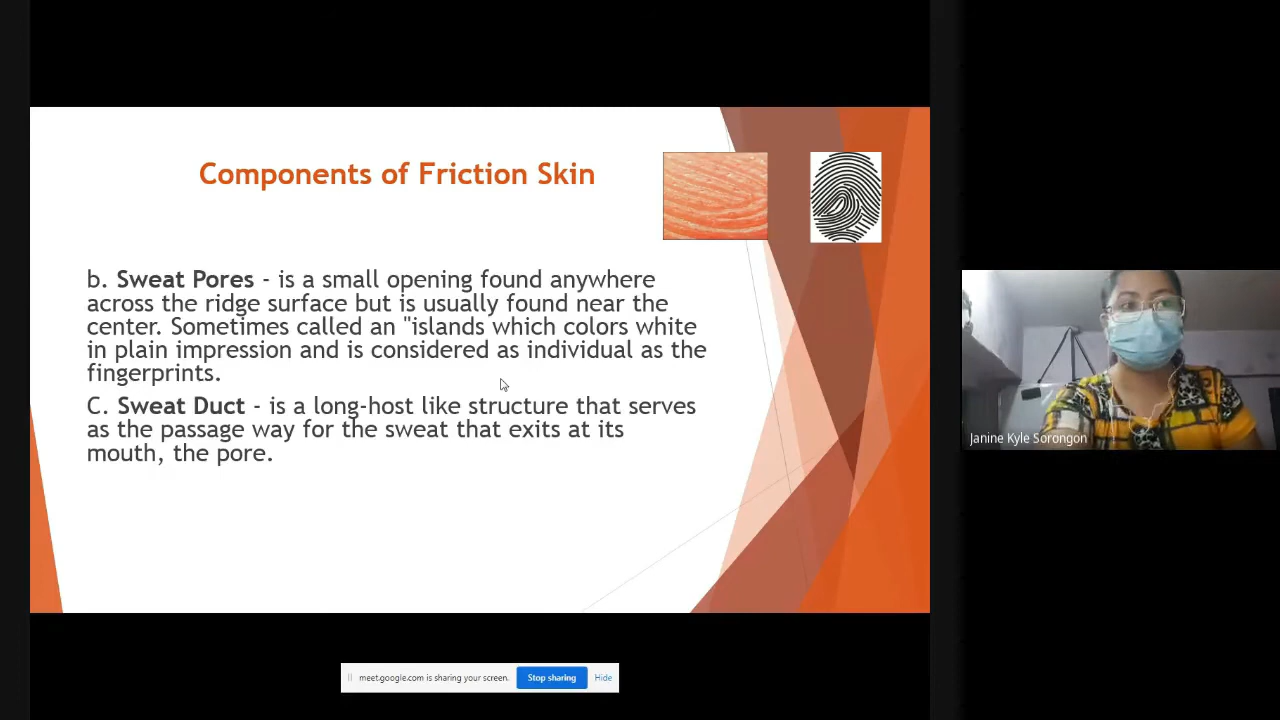 Components of Friction Skin
b. Sweat Pores - is a small opening found anywhere
across the ridge surface but is usually found near the
center. Sometimes called an "islands which colors white
in plain impression and is considered as individual as the
fingerprints.
C. Sweat Duct - is a long-host like structure that serves
as the passage way for the sweat that exits at its
mouth, the pore.
Janine Kyle Sorongon
meet.google.com is sharing your screen.
Stop sharing
Hide